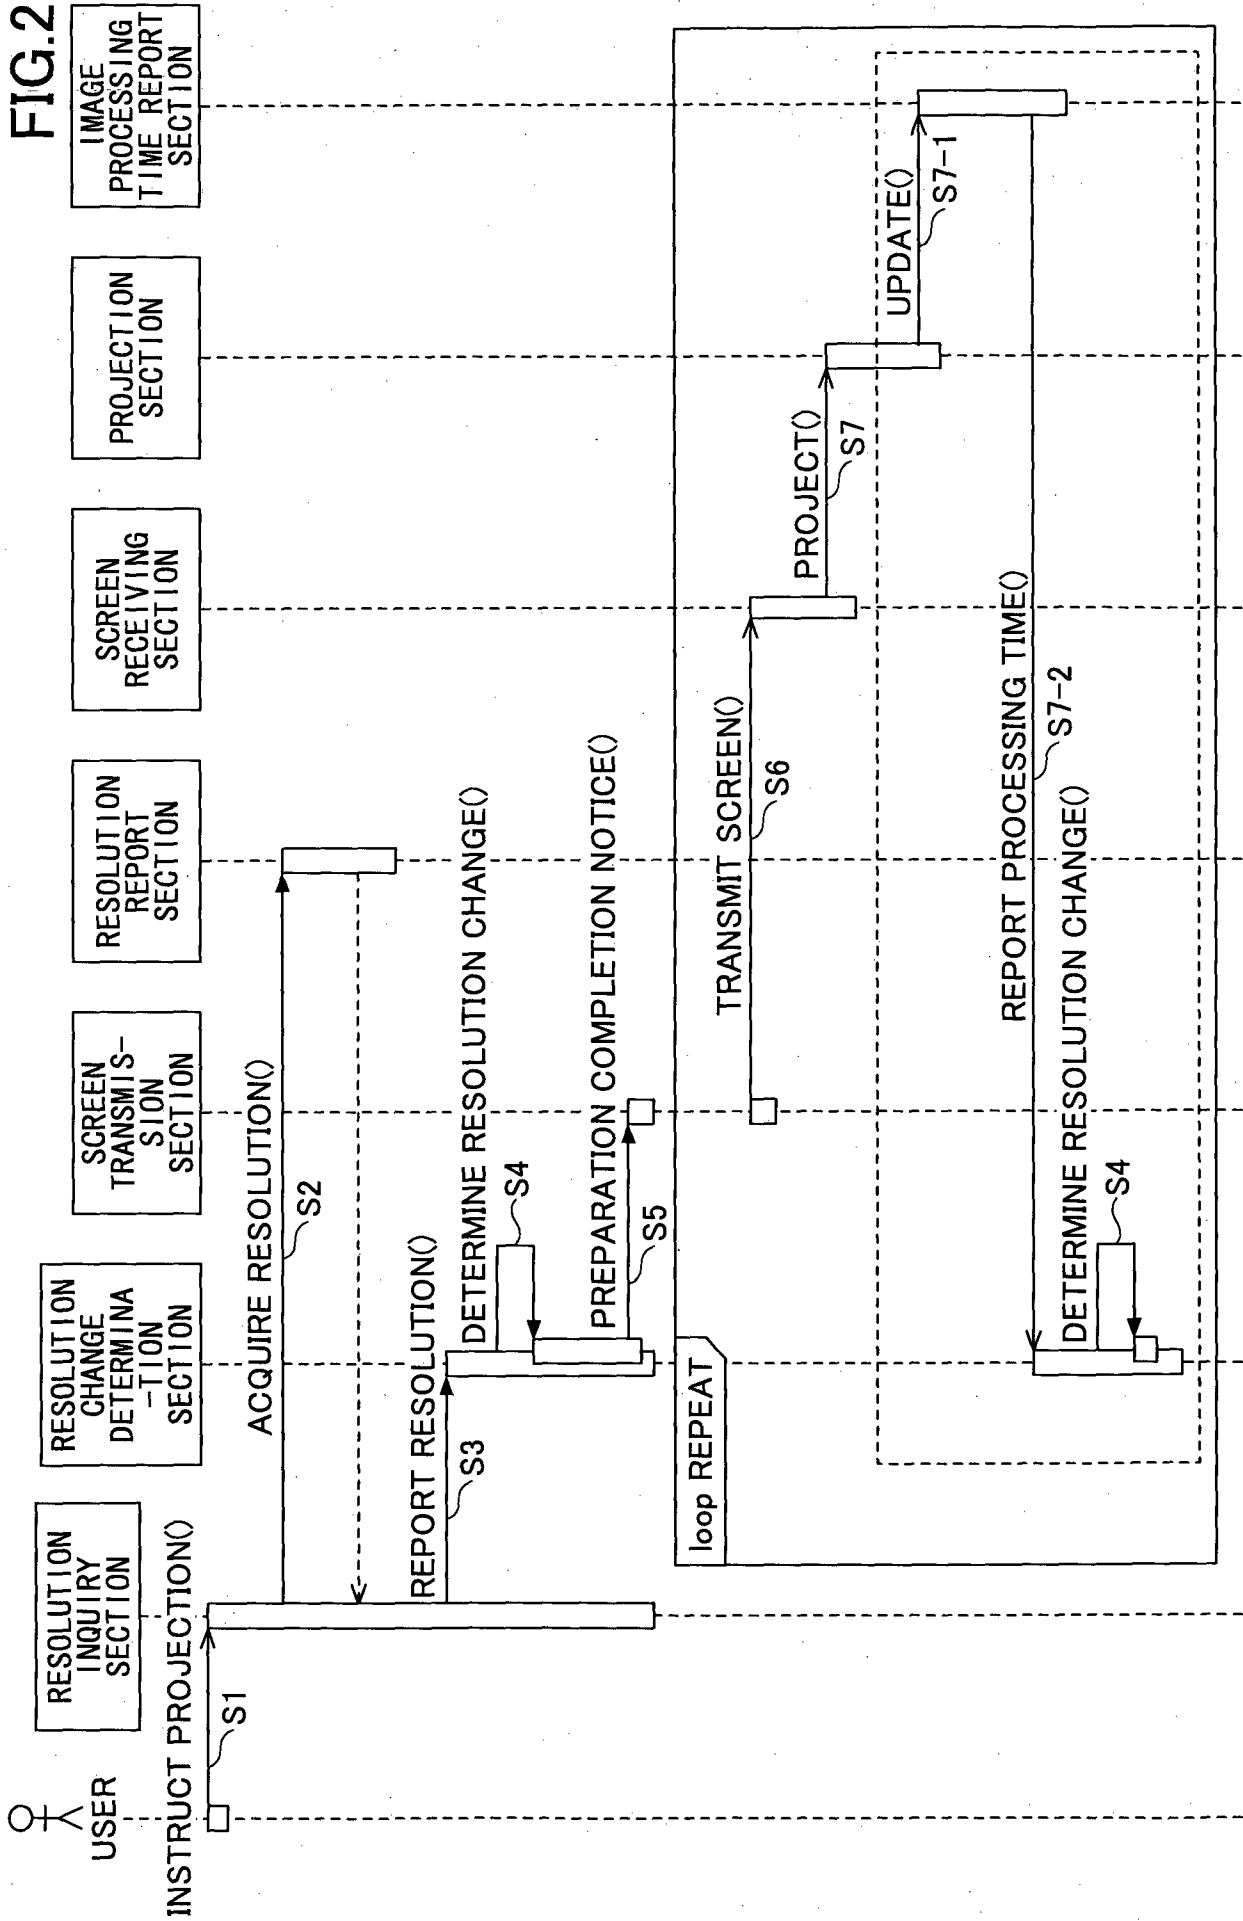 FIG.2
USER
RESOLUTION
INQUIRY
SECTION
RESOLUTION
CHANGE
DETERMINA
-TION
SECTION
SCREEN
TRANSMIS-
SION
SECTION
RESOLUTION
REPORT
SECTION
SCREEN
RECEIVING
SECTION
PROJECTION
SECTION
IMAGE
PROCESSING
TIME REPORT
SECTION
INSTRUCT PROJECTION()
S1
ACQUIRE RESOLUTION()
S2
REPORT RESOLUTION()
S3
DETERMINE RESOLUTION CHANGE()
S4
PREPARATION COMPLETION NOTICE()
S5
loop REPEAT
TRANSMIT SCREEN()
S6
PROJECT()
S7
UPDATE()
S7-1
REPORT PROCESSING TIME()
S7-2
DETERMINE RESOLUTION CHANGE()
S4